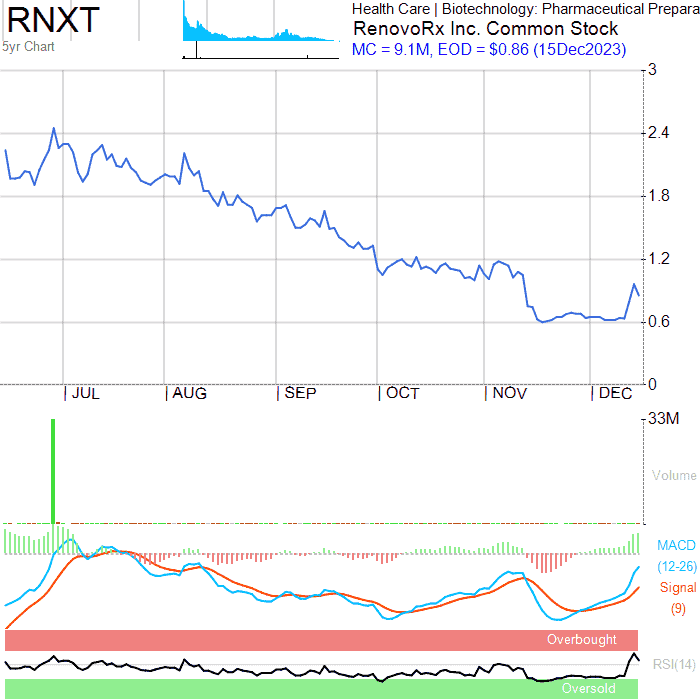 RNXT
5yr Chart
Health Care | Biotechnology: Pharmaceutical Prepara
RenovoRx Inc. Common Stock
MC = 9.1M, EOD = $0.86 (15Dec2023)
3
2.4
1.8
1.2
0.6
0
JUL
AUG
SEP
OCT
NOV
DEC
33M
Volume
MACD
(12-26)
Signal
(9)
Overbought
RSI(14)
Oversold